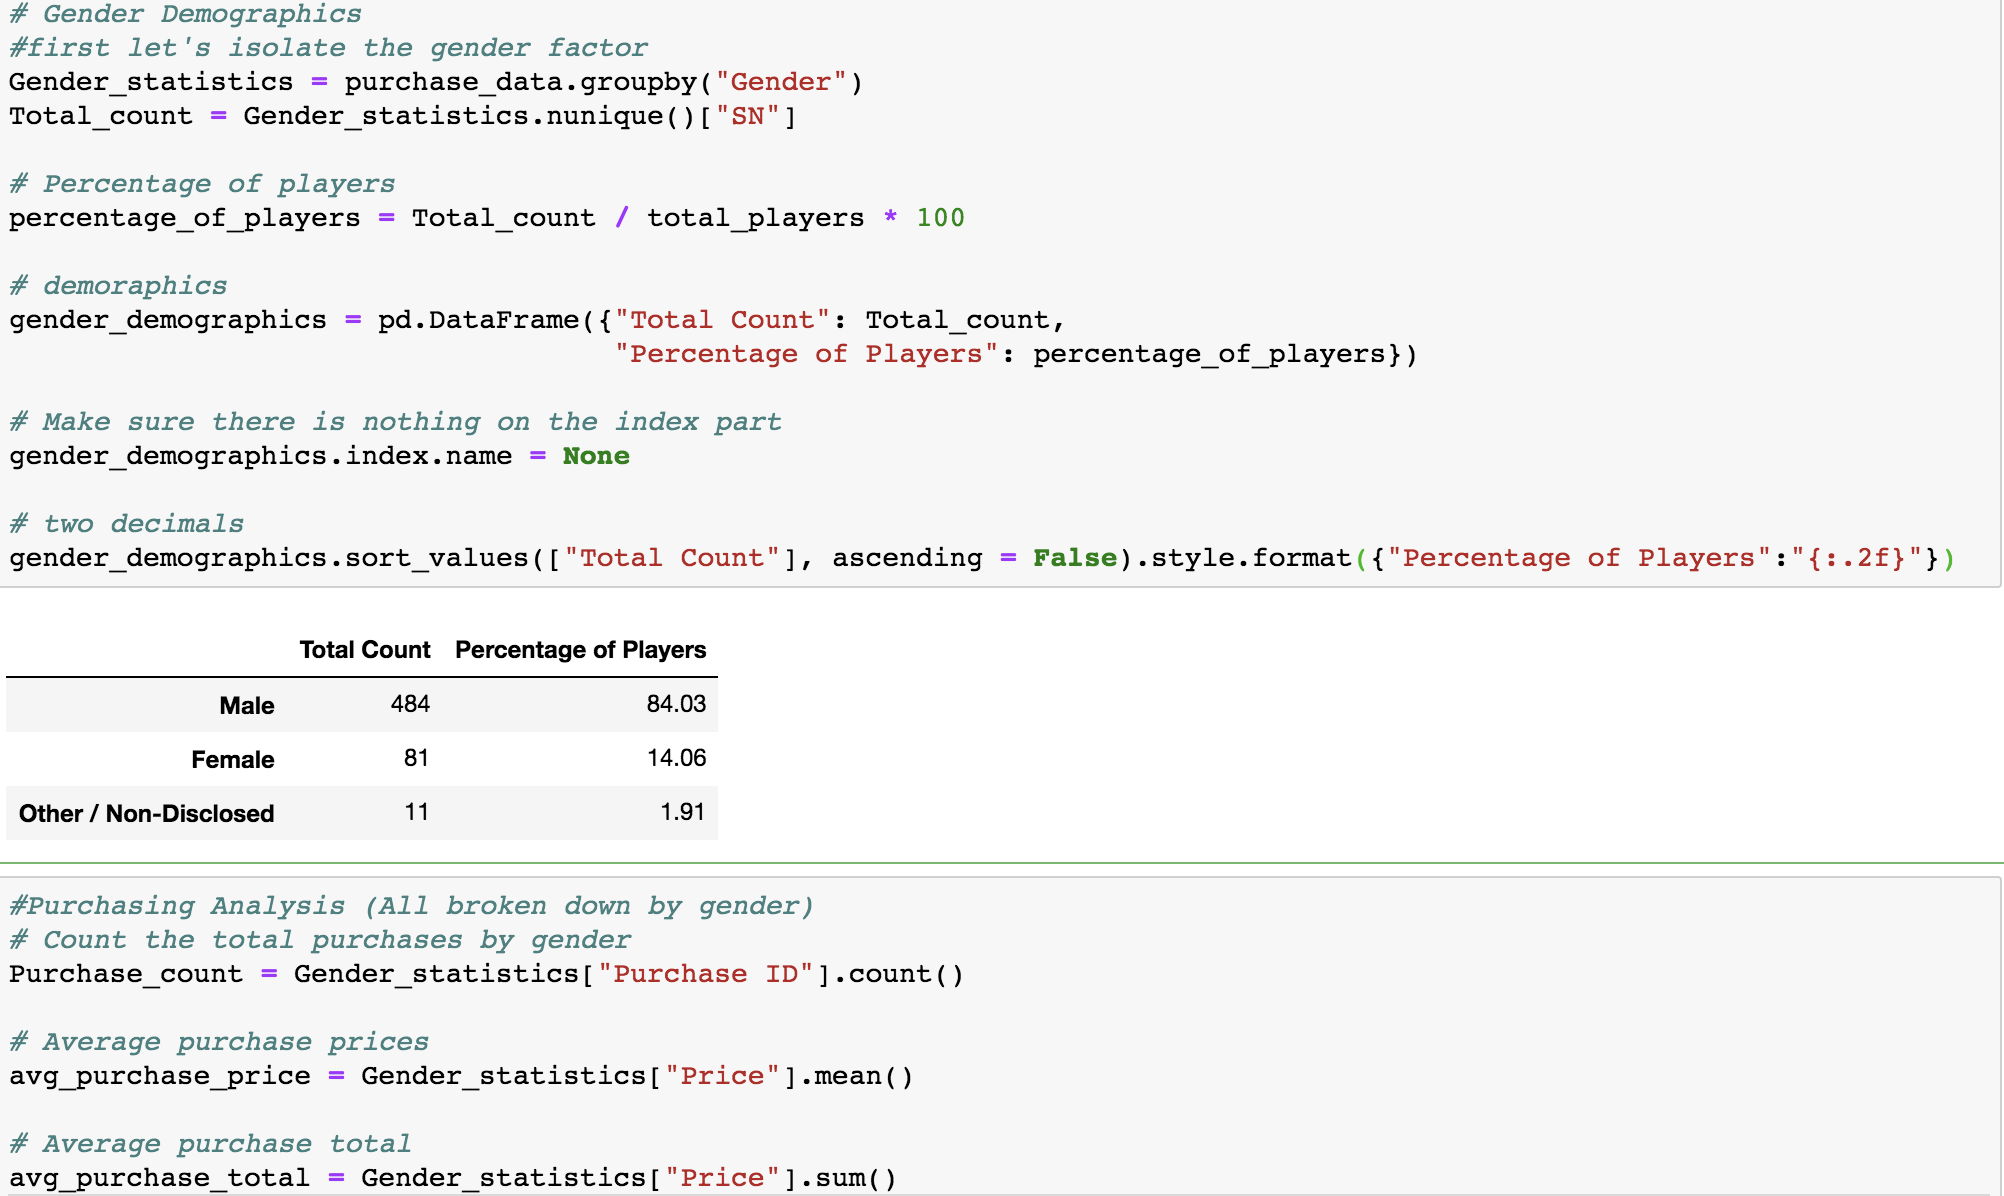 # Gender Demographics
#first let's isolate the gender factor
Gender_statistics = purchase_data.groupby("Gender")
Total_count = Gender_statistics.nunique()["SN"]
# Percentage of players
percentage_of_players = Total_count / total_players * 100
# demoraphics
gender_demographics = pd.DataFrame({"Total Count": Total_count,
"Percentage of Players": percentage_of_players})
# Make sure there is nothing on the index part
gender_demographics.index.name = None
# two decimals
gender_demographics.sort_values(["Total Count"], ascending = False).style.format({"Percentage of Players":"{:.2f}"})
Total Count Percentage of Players
Male 484 84.03
Female 81 14.06
Other / Non-Disclosed 11 1.91
#Purchasing Analysis (All broken down by gender)
# Count the total purchases by gender
Purchase_count = Gender_statistics["Purchase ID"].count()
# Average purchase prices
avg_purchase_price = Gender_statistics["Price"].mean()
# Average purchase total
avg_purchase_total = Gender_statistics["Price"].sum()